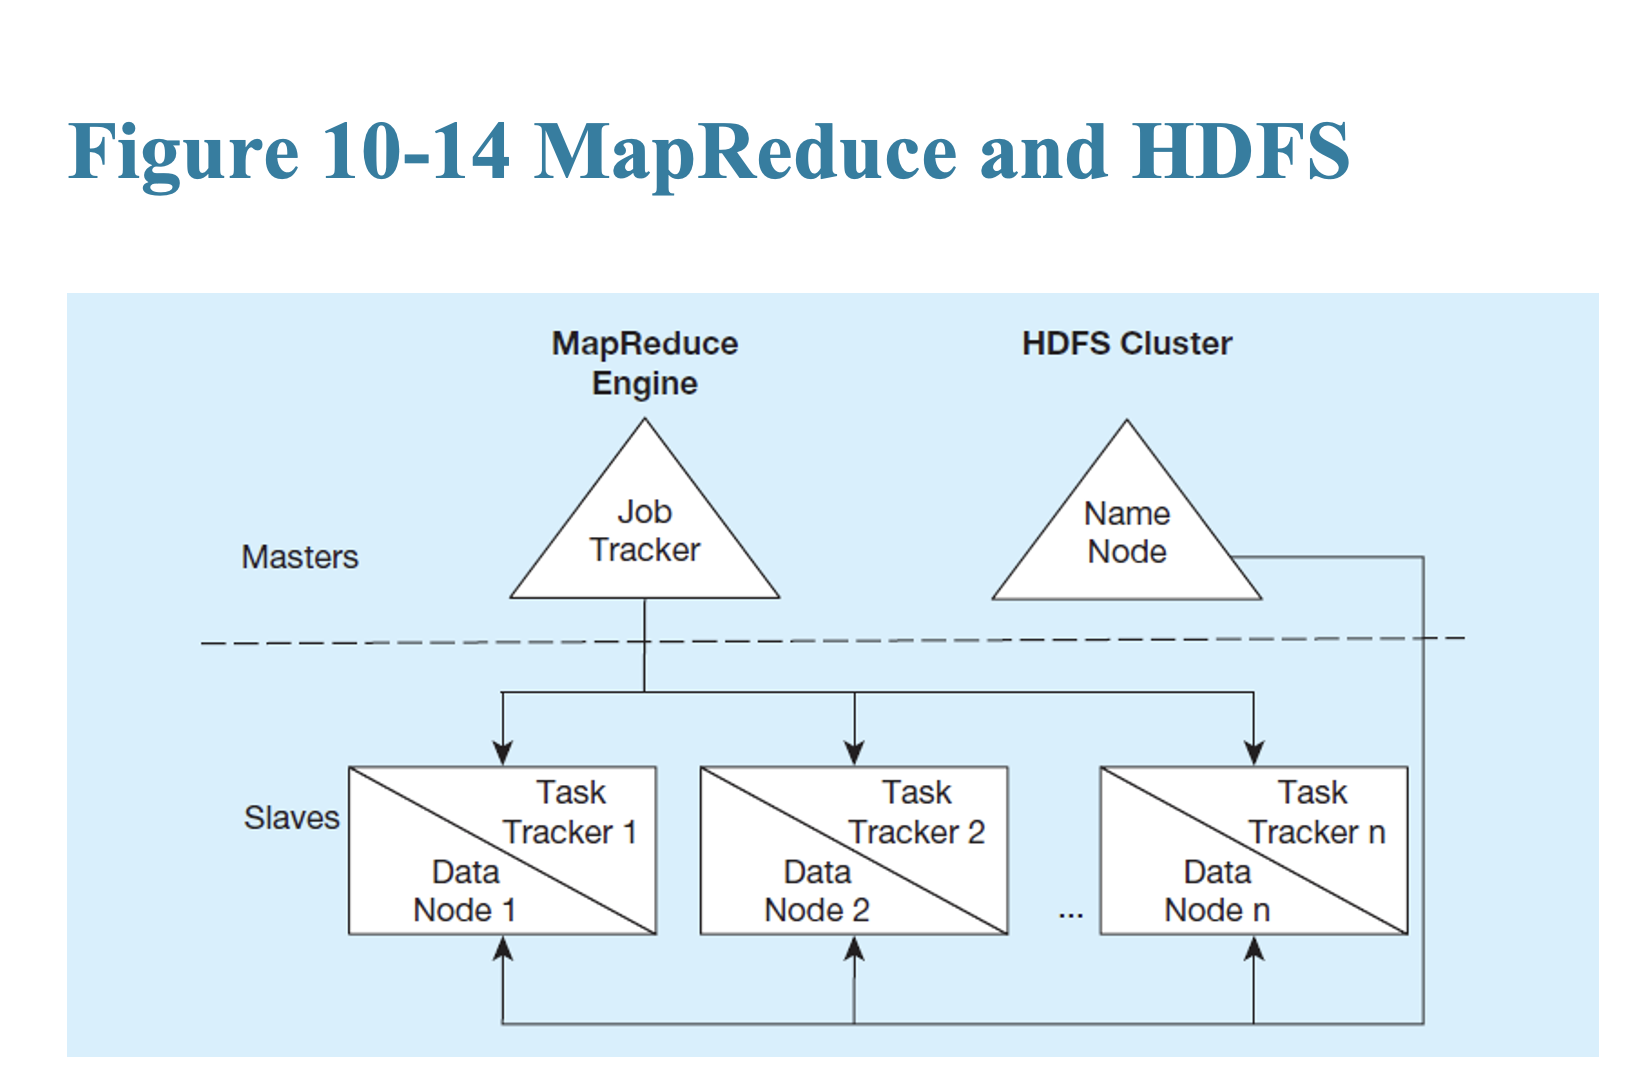 Figure 10-14 MapReduce and HDFS
MapReduce
Engine
HDFS Cluster
Job
Tracker
Name
Node
Masters
Slaves
Task
Tracker 1
Data
Node 1
Task
Tracker 2
Data
Node 2
...
Task
Tracker n
Data
Node n